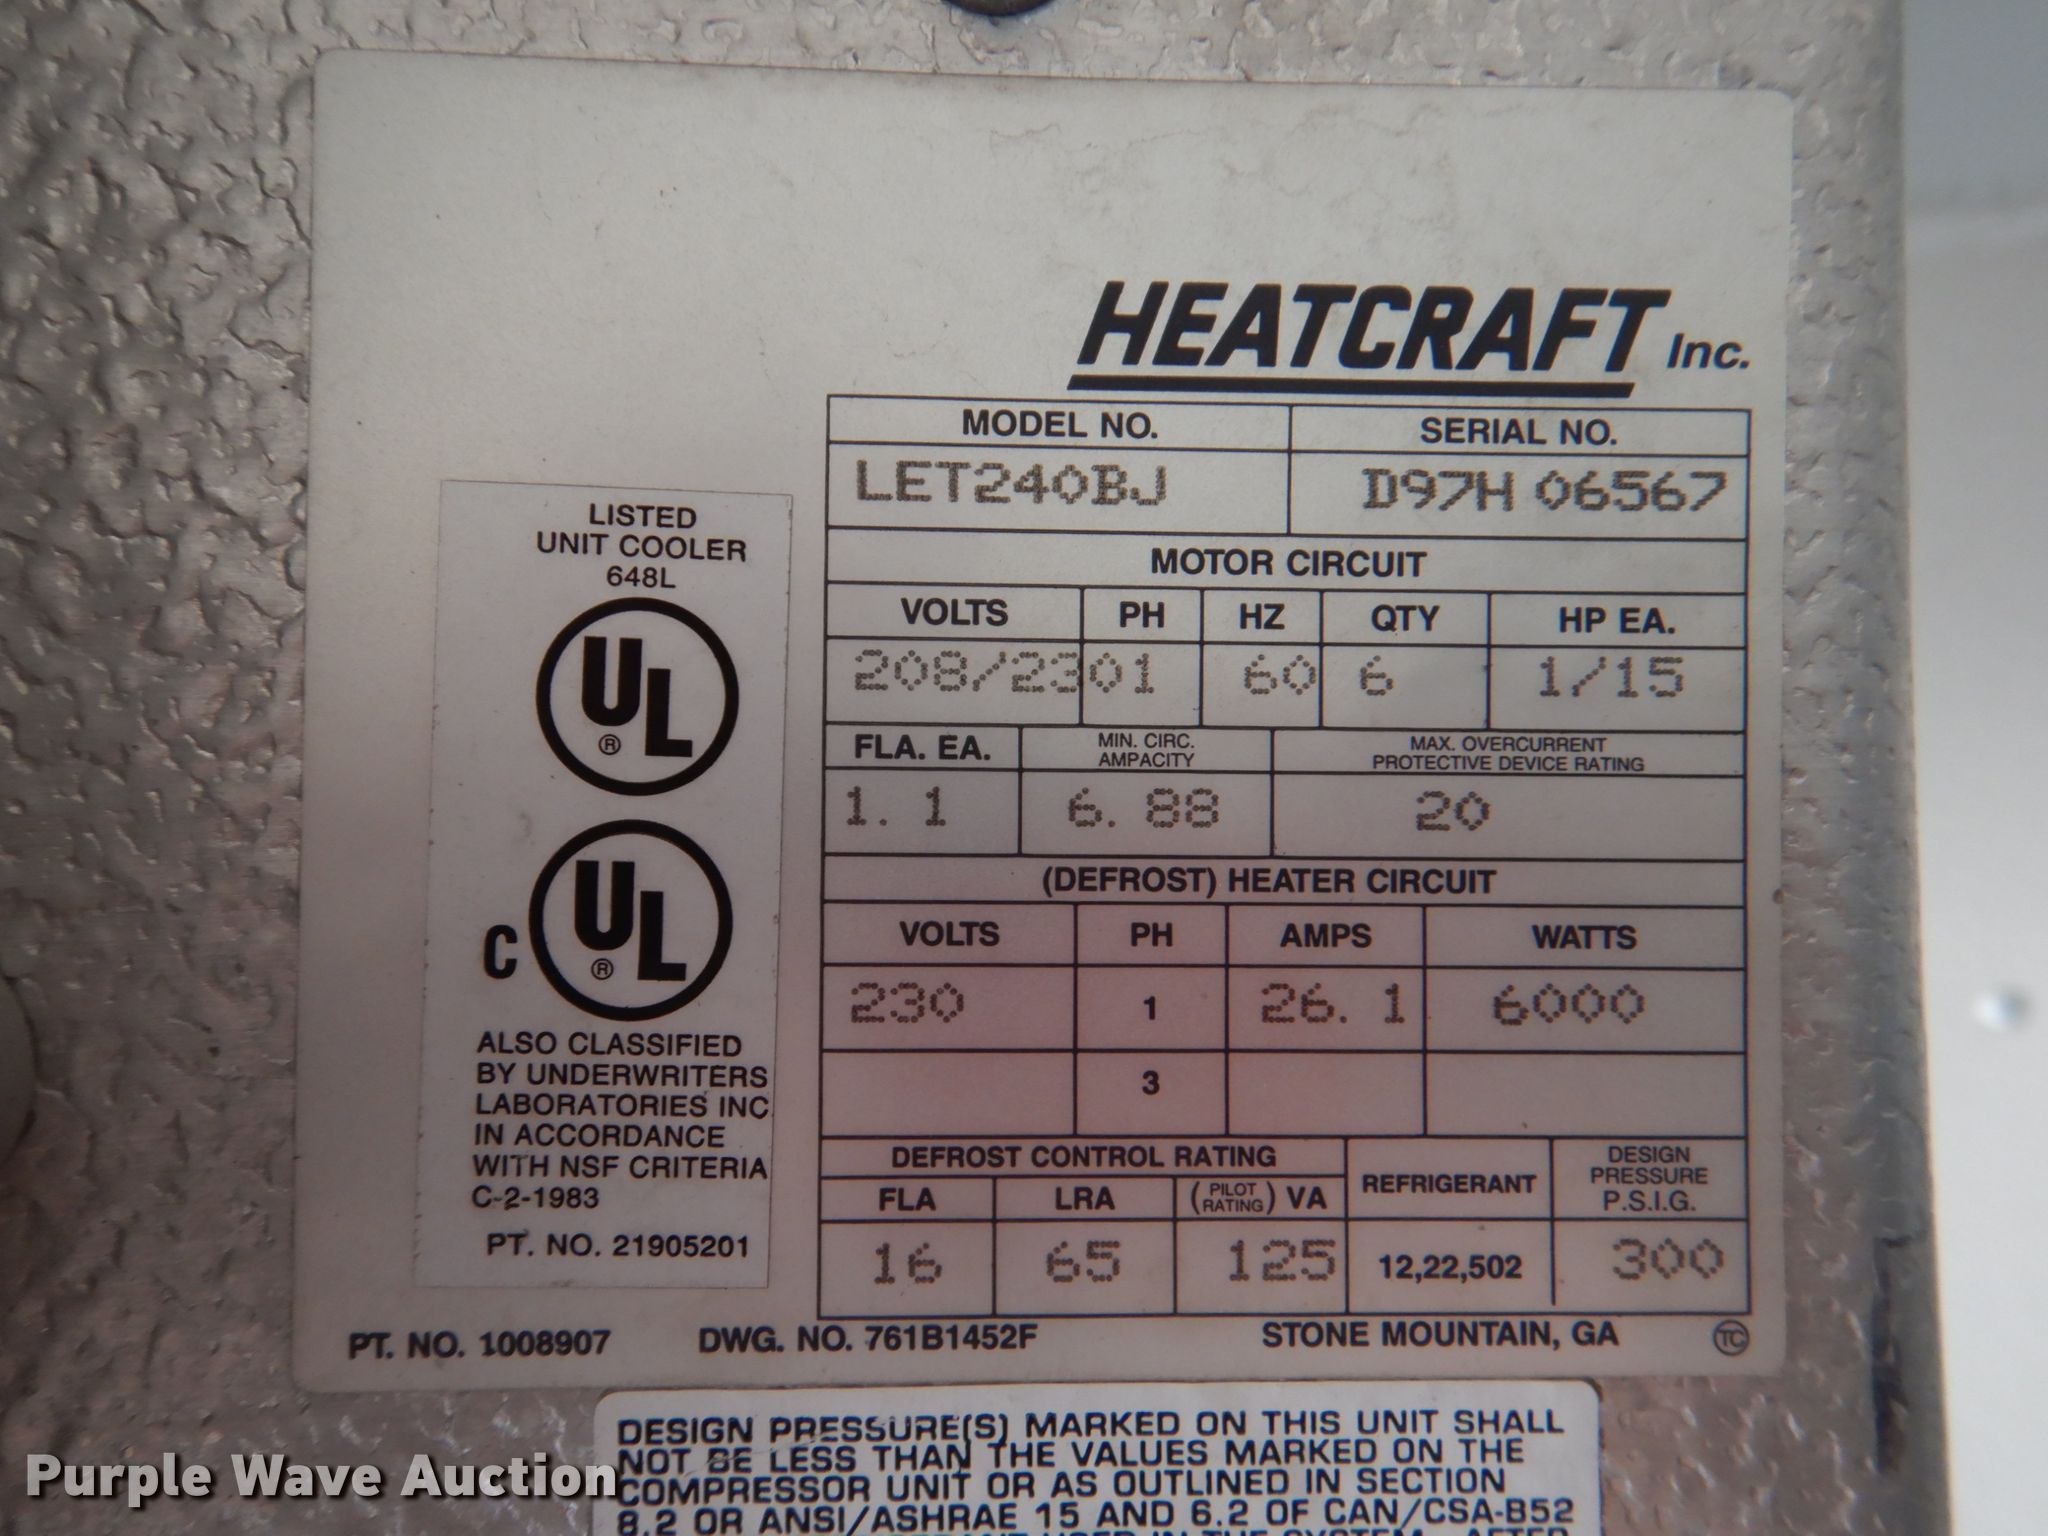 HEATCRAFT Inc.
MODEL NO. SERIAL NO.
LET240BJ D97H 06567
MOTOR CIRCUIT
VOLTS PH HZ QTY HP EA.
208/230 1 60 6 1/15
FLA. EA. MIN. CIRC. AMPACITY MAX. OVERCURRENT PROTECTIVE DEVICE RATING
1.1 6.88 20
(DEFROST) HEATER CIRCUIT
VOLTS PH AMPS WATTS
230 1 26.1 6000
3
DEFROST CONTROL RATING REFRIGERANT DESIGN PRESSURE P.S.I.G.
FLA LRA (PILOT RATING) VA
16 65 125 12,22,502 300
LISTED
UNIT COOLER
648L
UL ®
C UL ®
ALSO CLASSIFIED
BY UNDERWRITERS
LABORATORIES INC
IN ACCORDANCE
WITH NSF CRITERIA
C-2-1983
PT. NO. 21905201
PT. NO. 1008907 DWG. NO. 761B1452F STONE MOUNTAIN, GA TC
DESIGN PRESSURE(S) MARKED ON THIS UNIT SHALL
NOT BE LESS THAN THE VALUES MARKED ON THE
COMPRESSOR UNIT OR AS OUTLINED IN SECTION
8.2 OR ANSI/ASHRAE 15 AND 6.2 OF CAN/CSA-B52
Purple Wave Auction